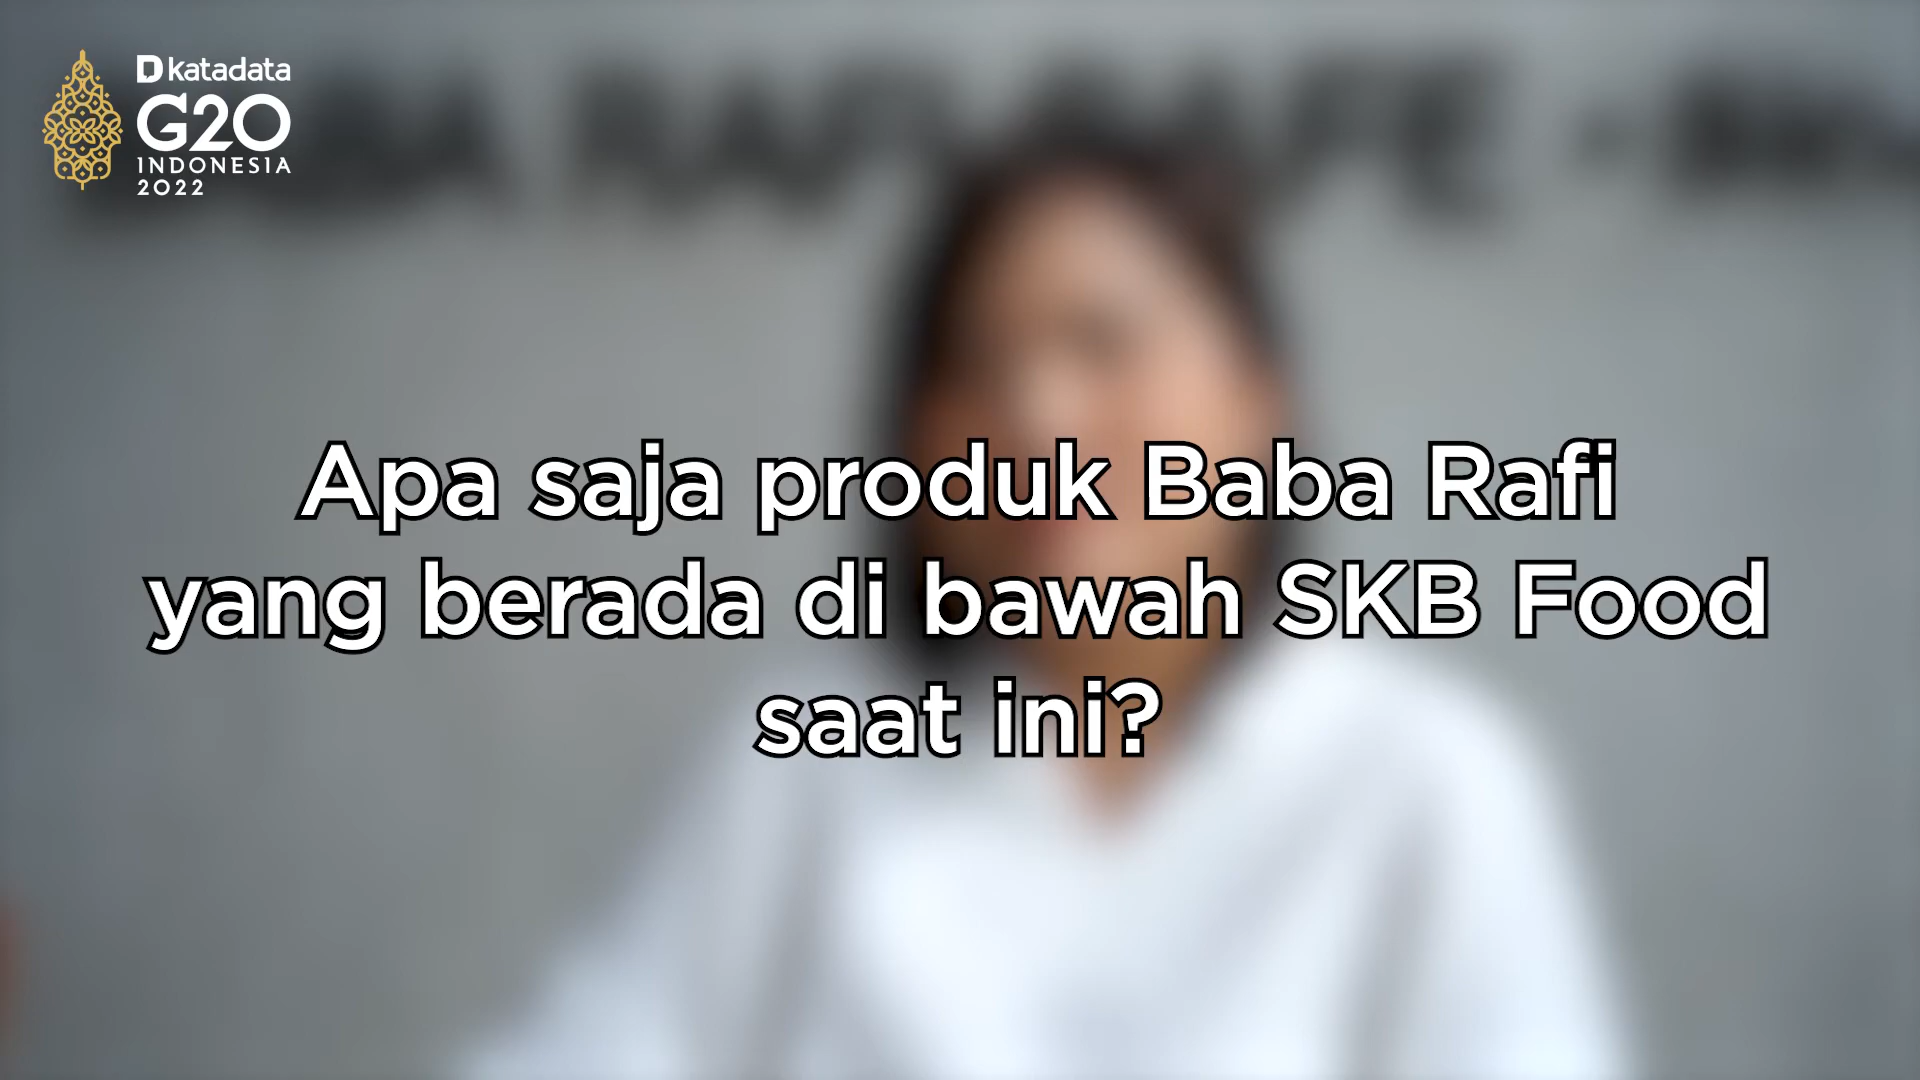 katadata
G20
INDONESIA
2022
Apa saja produk Baba Rafi
yang berada di bawah SKB Food
saat ini?